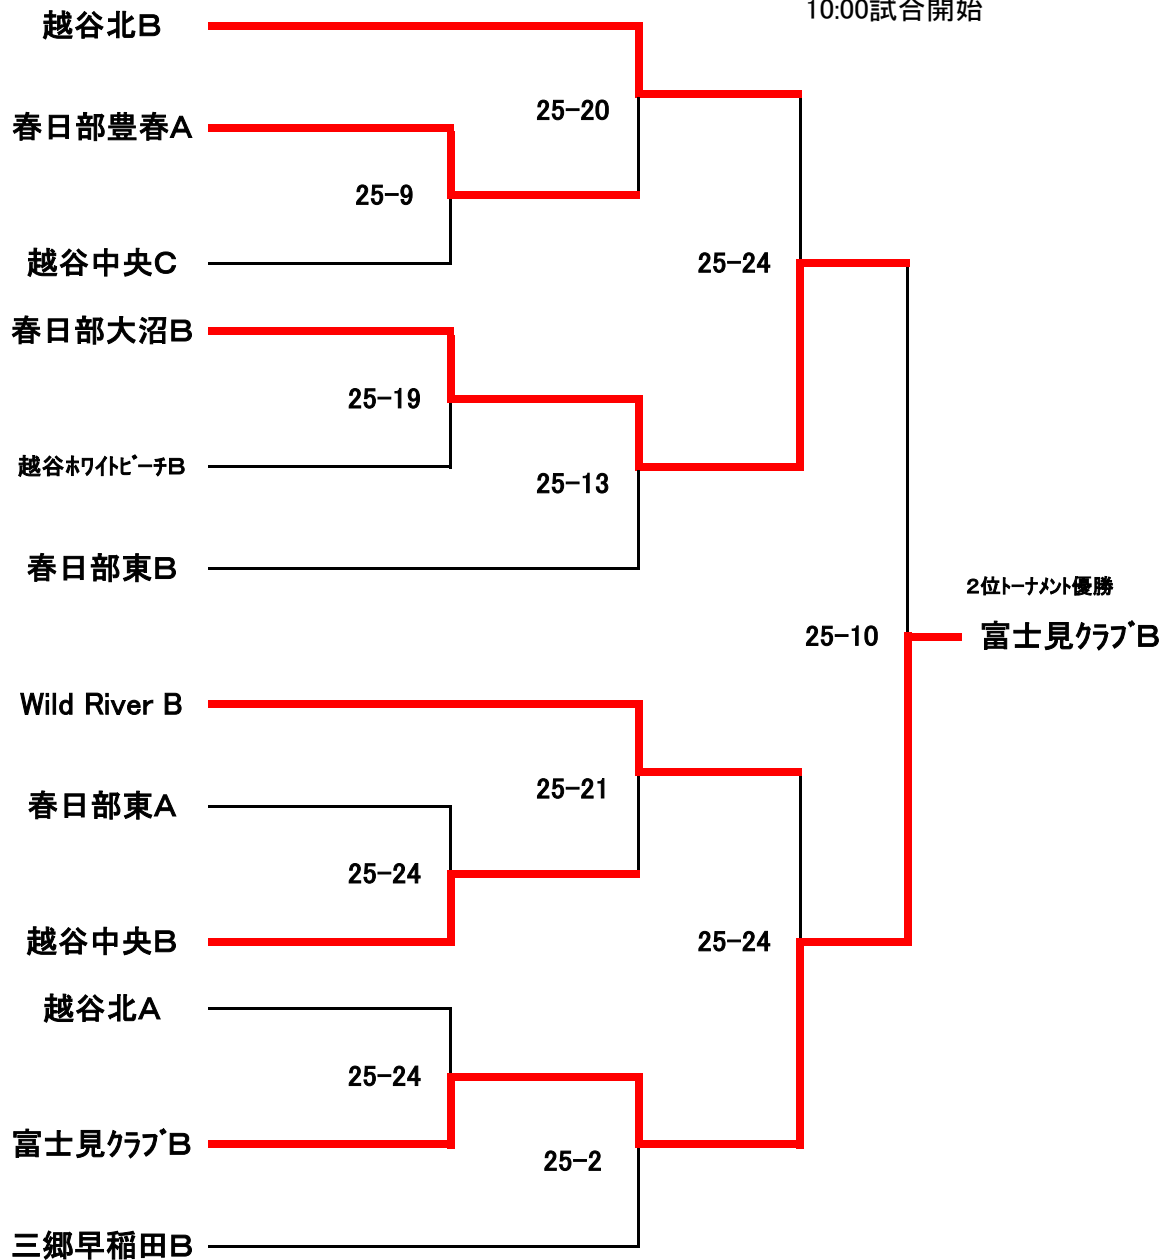 10:00試合開始
越谷北B
25-20
春日部豊春A
25-9
越谷中央C
25-24
春日部大沼B
25-19
越谷ﾎﾜｲﾄﾋﾞｰﾁB
25-13
春日部東B
2位ﾄｰﾅﾒﾝﾄ優勝
25-10
富士見ｸﾗﾌﾞB
Wild River B
25-21
春日部東A
25-24
越谷中央B
25-24
越谷北A
25-24
富士見ｸﾗﾌﾞB
25-2
三郷早稲田B